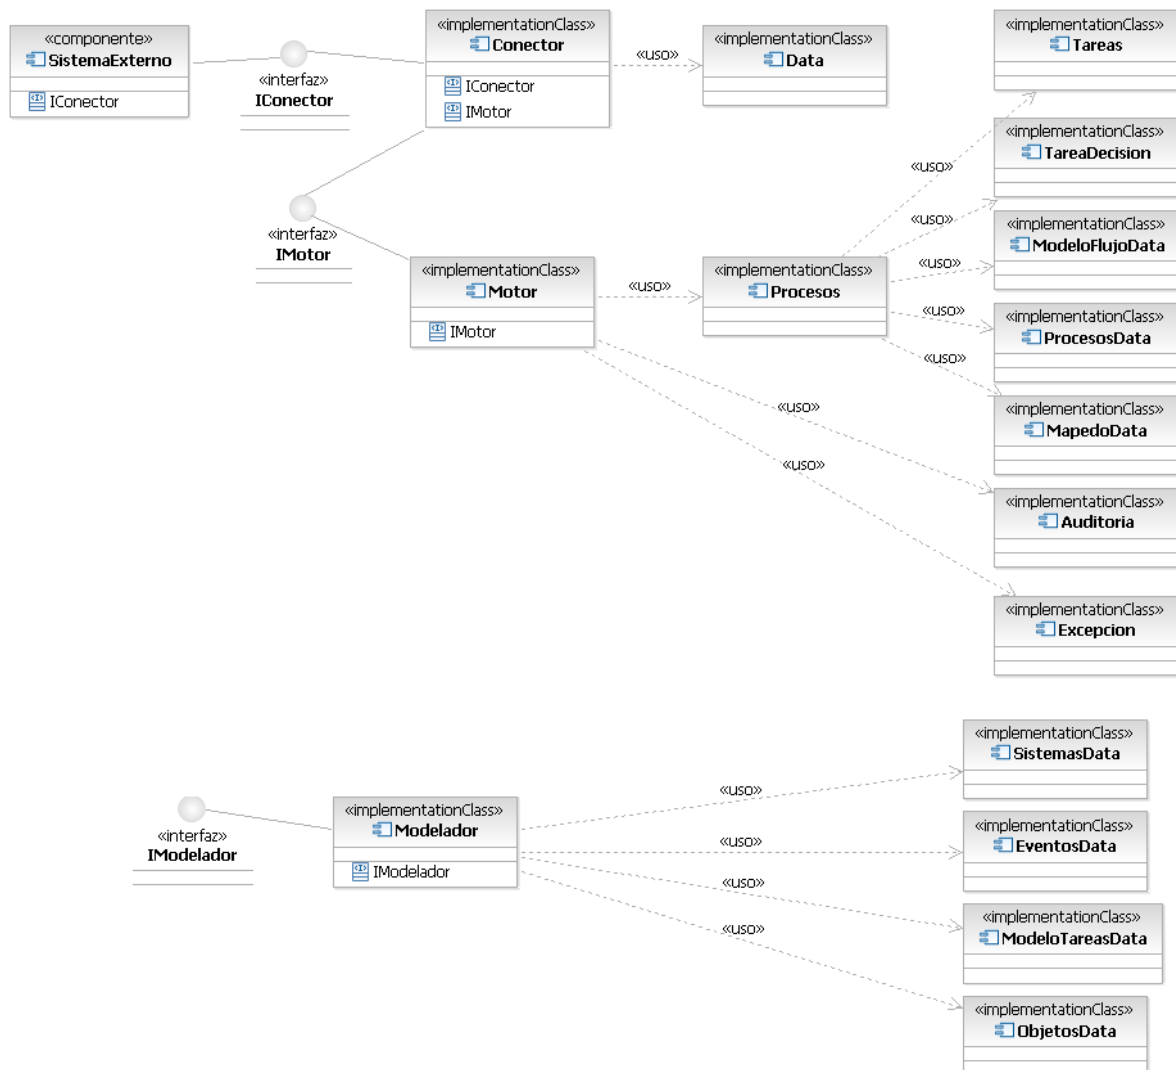 «componente»
SistemaExterno
IConector
«interfaz»
IConector
«implementationClass»
Conector
IConector
IMotor
«uso»
«implementationClass»
Data
«implementationClass»
Tareas
«implementationClass»
TareaDecision
«uso»
«uso»
«interfaz»
IMotor
«implementationClass»
Motor
IMotor
«uso»
«implementationClass»
Procesos
«uso»
«implementationClass»
ModeloFlujoData
«uso»
«implementationClass»
ProcesosData
«uso»
«implementationClass»
MapedoData
«uso»
«implementationClass»
Auditoria
«uso»
«implementationClass»
Excepcion
«interfaz»
IModelador
«implementationClass»
Modelador
IModelador
«uso»
«implementationClass»
SistemasData
«uso»
«implementationClass»
EventosData
«uso»
«implementationClass»
ModeloTareasData
«uso»
«implementationClass»
ObjetosData